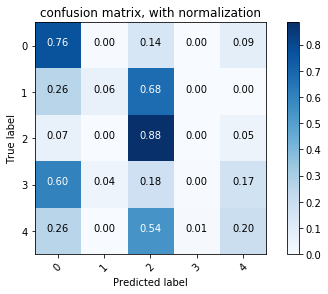 confusion matrix, with normalization
0 0.76 0.00 0.14 0.00 0.09
1 0.26 0.06 0.68 0.00 0.00
2 0.07 0.00 0.88 0.00 0.05
3 0.60 0.04 0.18 0.00 0.17
4 0.26 0.00 0.54 0.01 0.20
0 1 2 3 4
True label
Predicted label
0.8
0.7
0.6
0.5
0.4
0.3
0.2
0.1
0.0